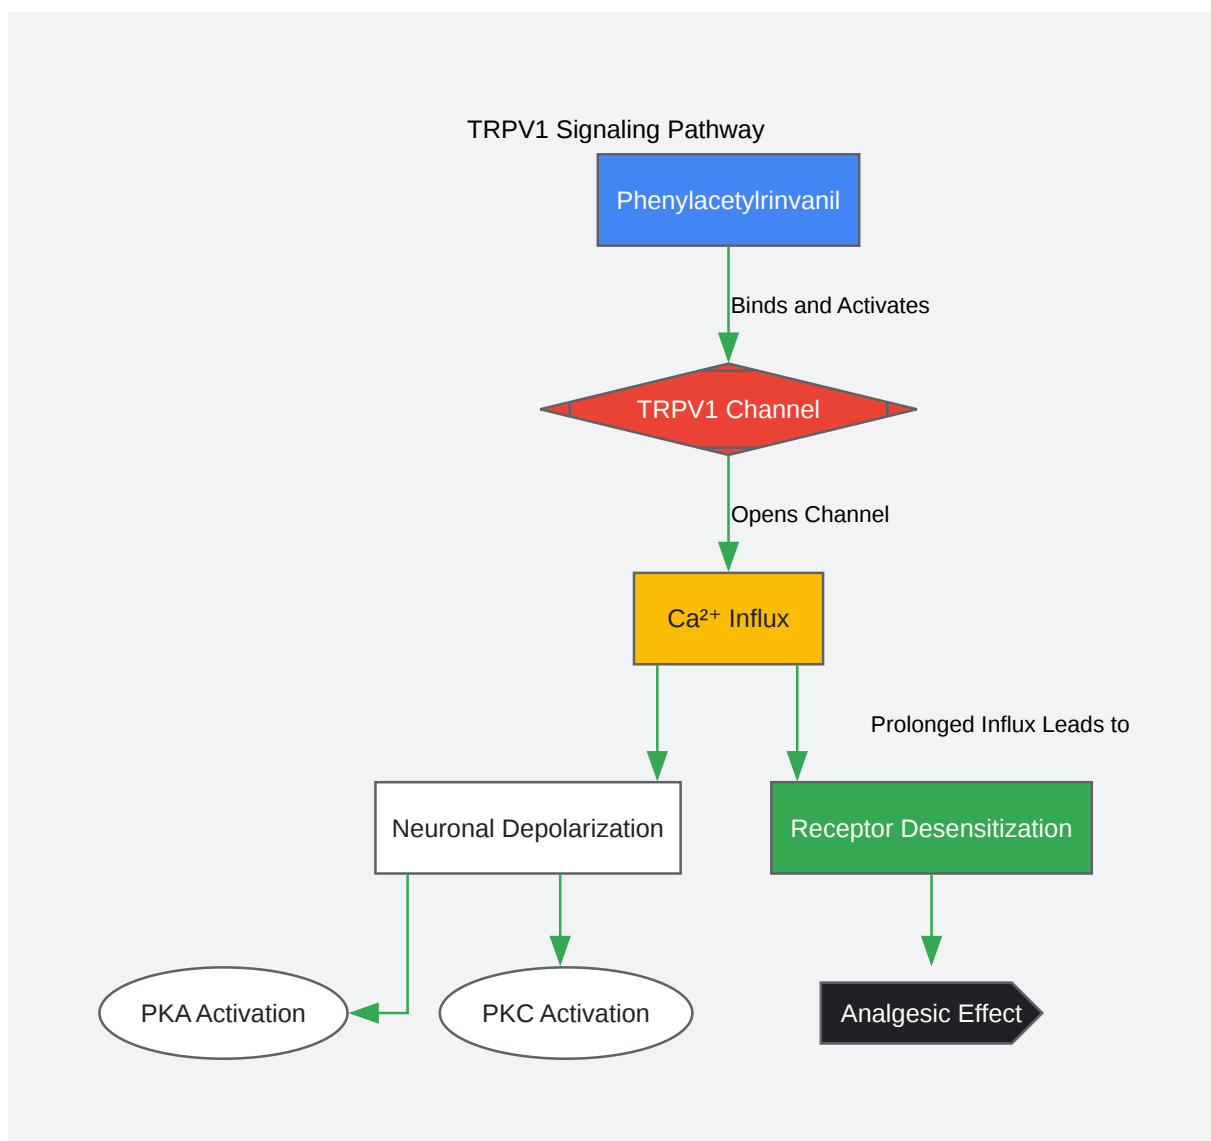 TRPV1 Signaling Pathway
Phenylacetylrinvanil
Binds and Activates
TRPV1 Channel
Opens Channel
Ca²⁺ Influx
Prolonged Influx Leads to
Neuronal Depolarization
Receptor Desensitization
PKA Activation
PKC Activation
Analgesic Effect